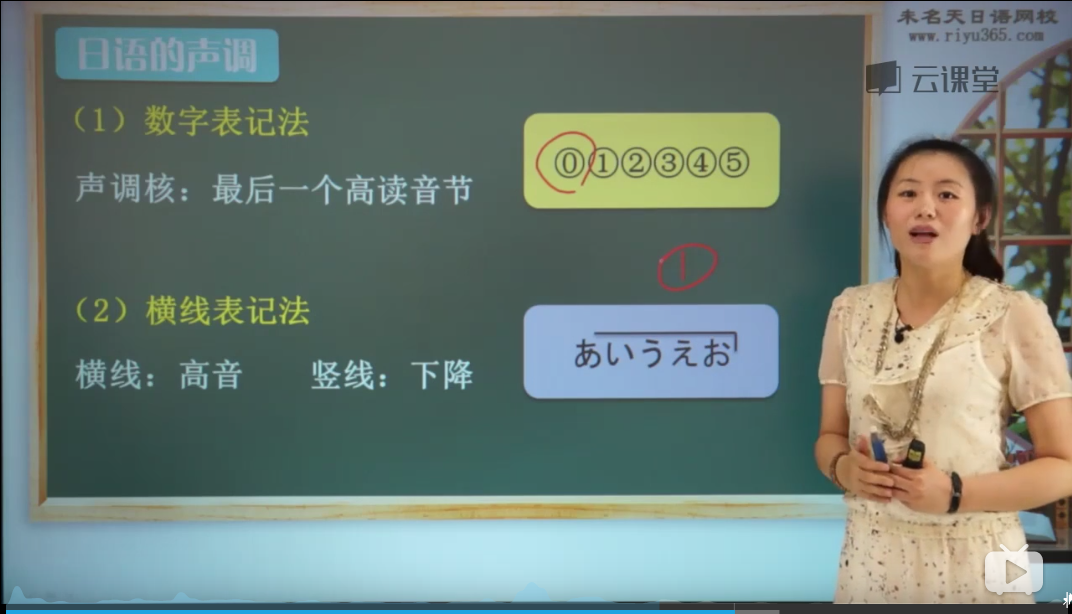 未名天日语网校
www.riyu365.com
云课堂
日语的声调
（1）数字表记法
声调核：最后一个高读音节
⓪①②③④⑤
①
（2）横线表记法
横线：高音 竖线：下降
あいうえお